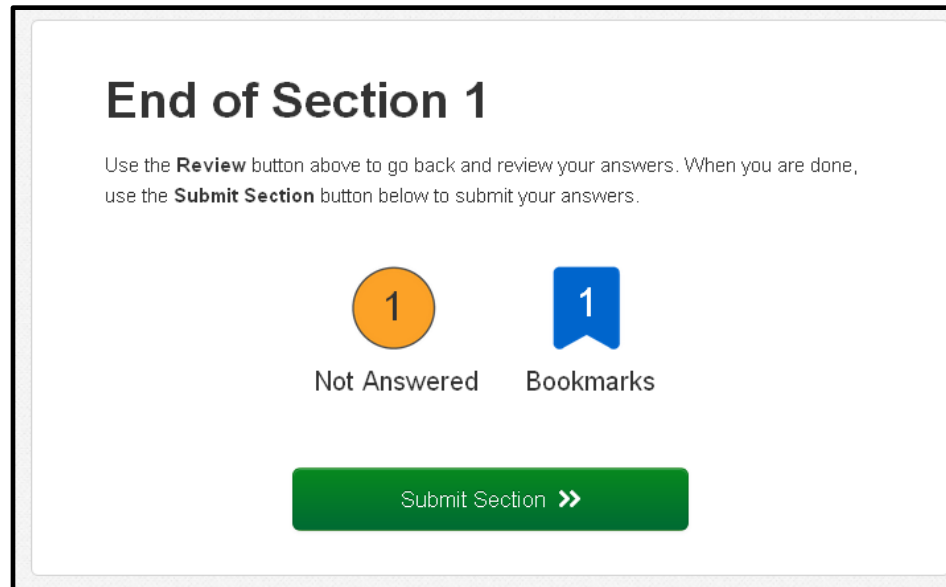 End of Section 1
Use the Review button above to go back and review your answers. When you are done,
use the Submit Section button below to submit your answers.
1 1
Not Answered Bookmarks
Submit Section